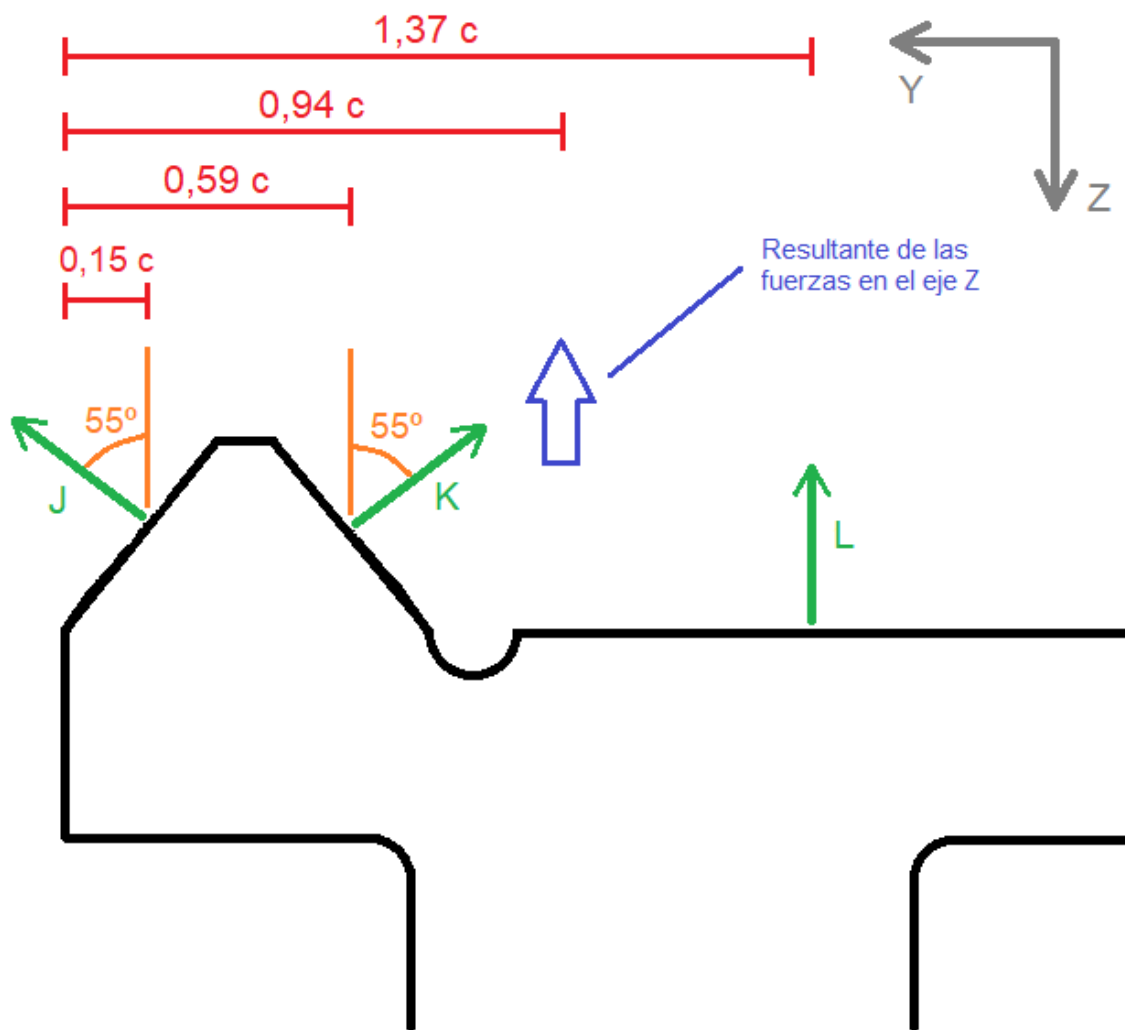 1,37 c
Y
0,94 c
Z
0,59 c
Resultante de las
fuerzas en el eje Z
0,15 c
55º
55º
J
K
L